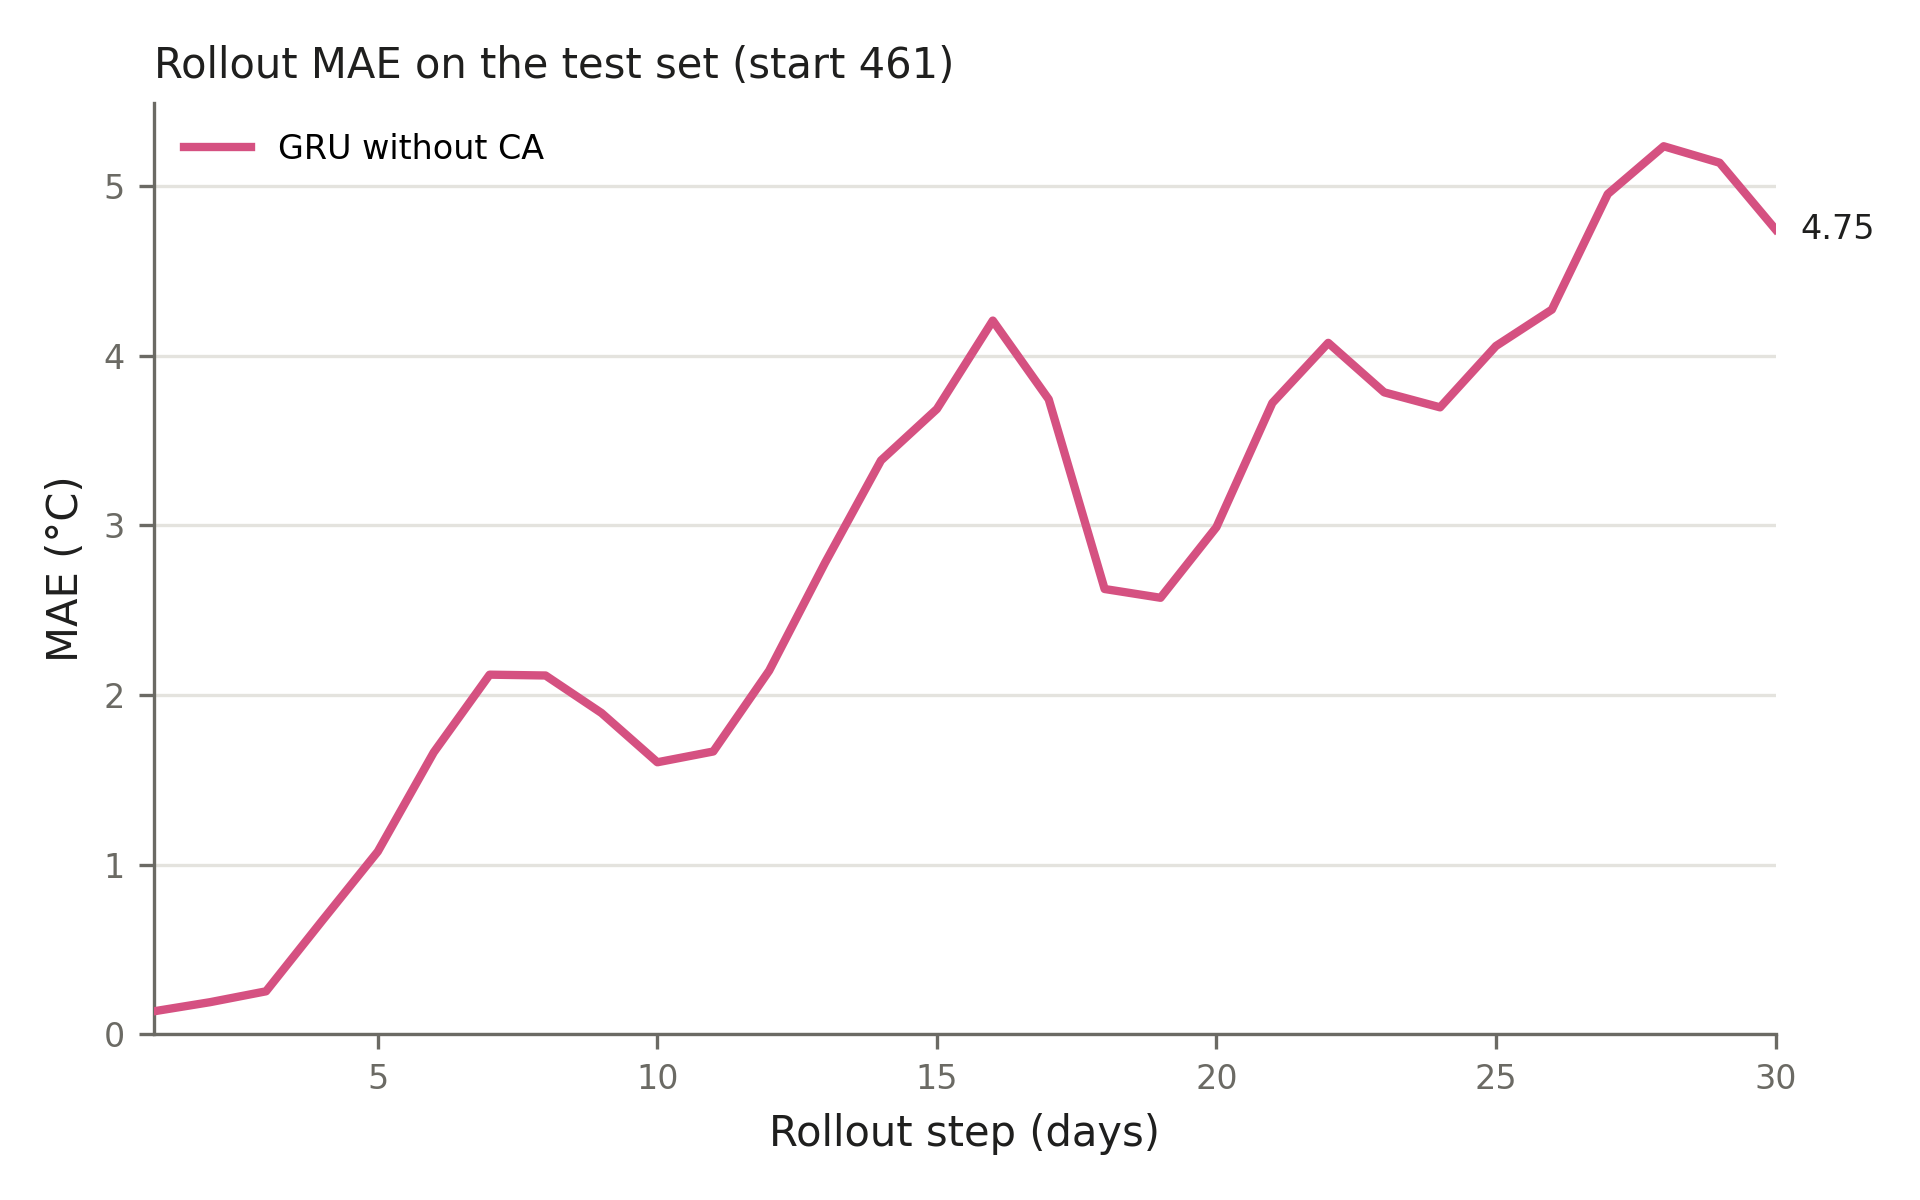 Rollout MAE on the test set (start 461)
GRU without CA
5
4
3
2
1
0
4.75
MAE (°C)
5 10 15 20 25 30
Rollout step (days)